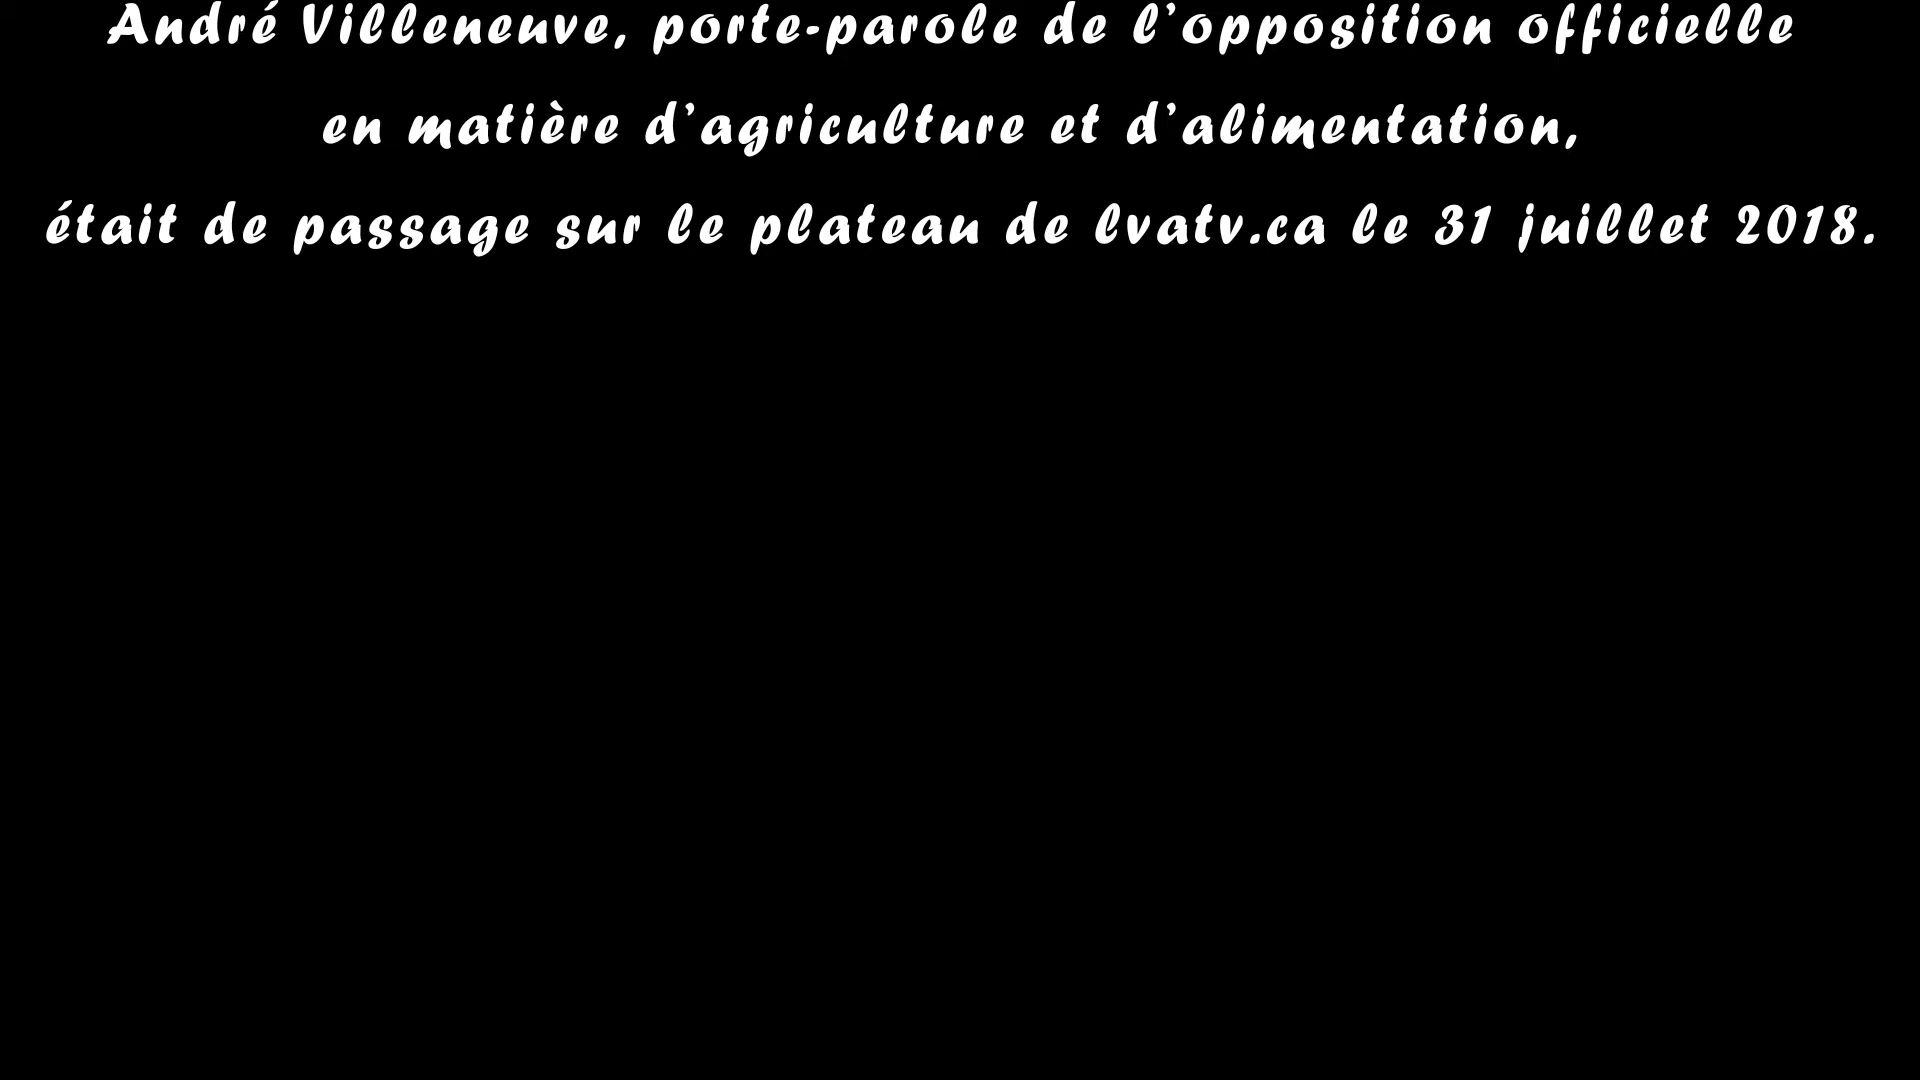 André Villeneuve, porte-parole de l’opposition officielle
en matière d’agriculture et d’alimentation,
était de passage sur le plateau de lvatv.ca le 31 juillet 2018.